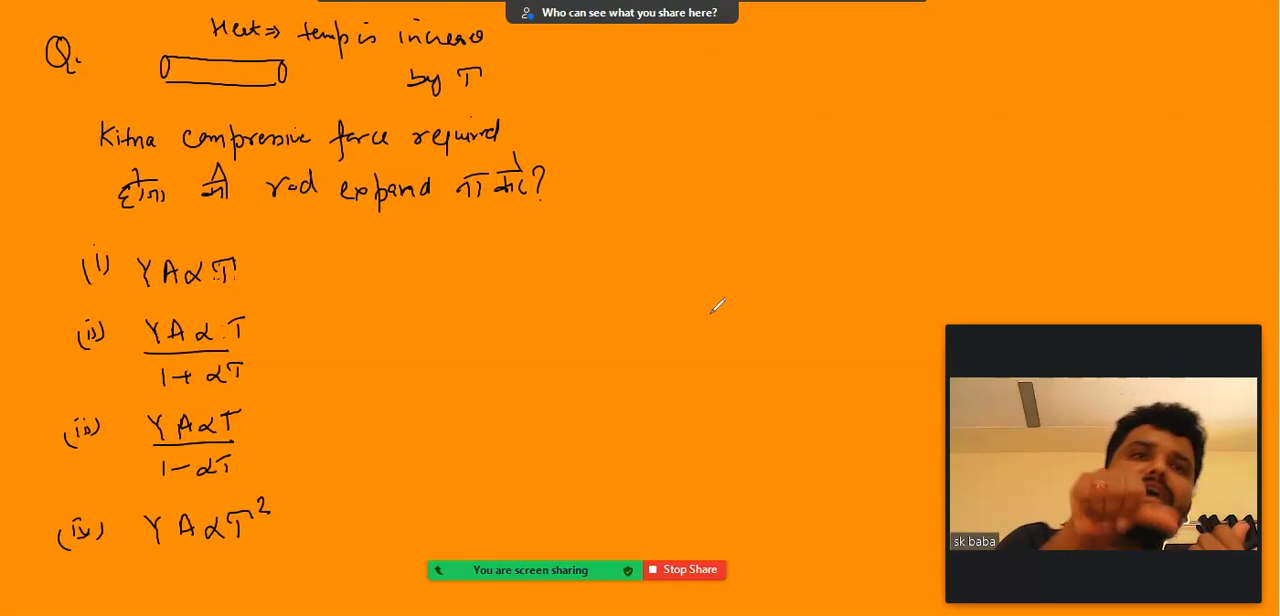 Who can see what you share here?
Heat ⇒ temp is increase
Q.
by T
Kitna compressive force required
होगा की rod expand ना करे?
(i) YAαT
(ii) YAαT
1+αT
(iii) YAαT
1-αT
(iv) YAαT²
sk baba
You are screen sharing
Stop Share